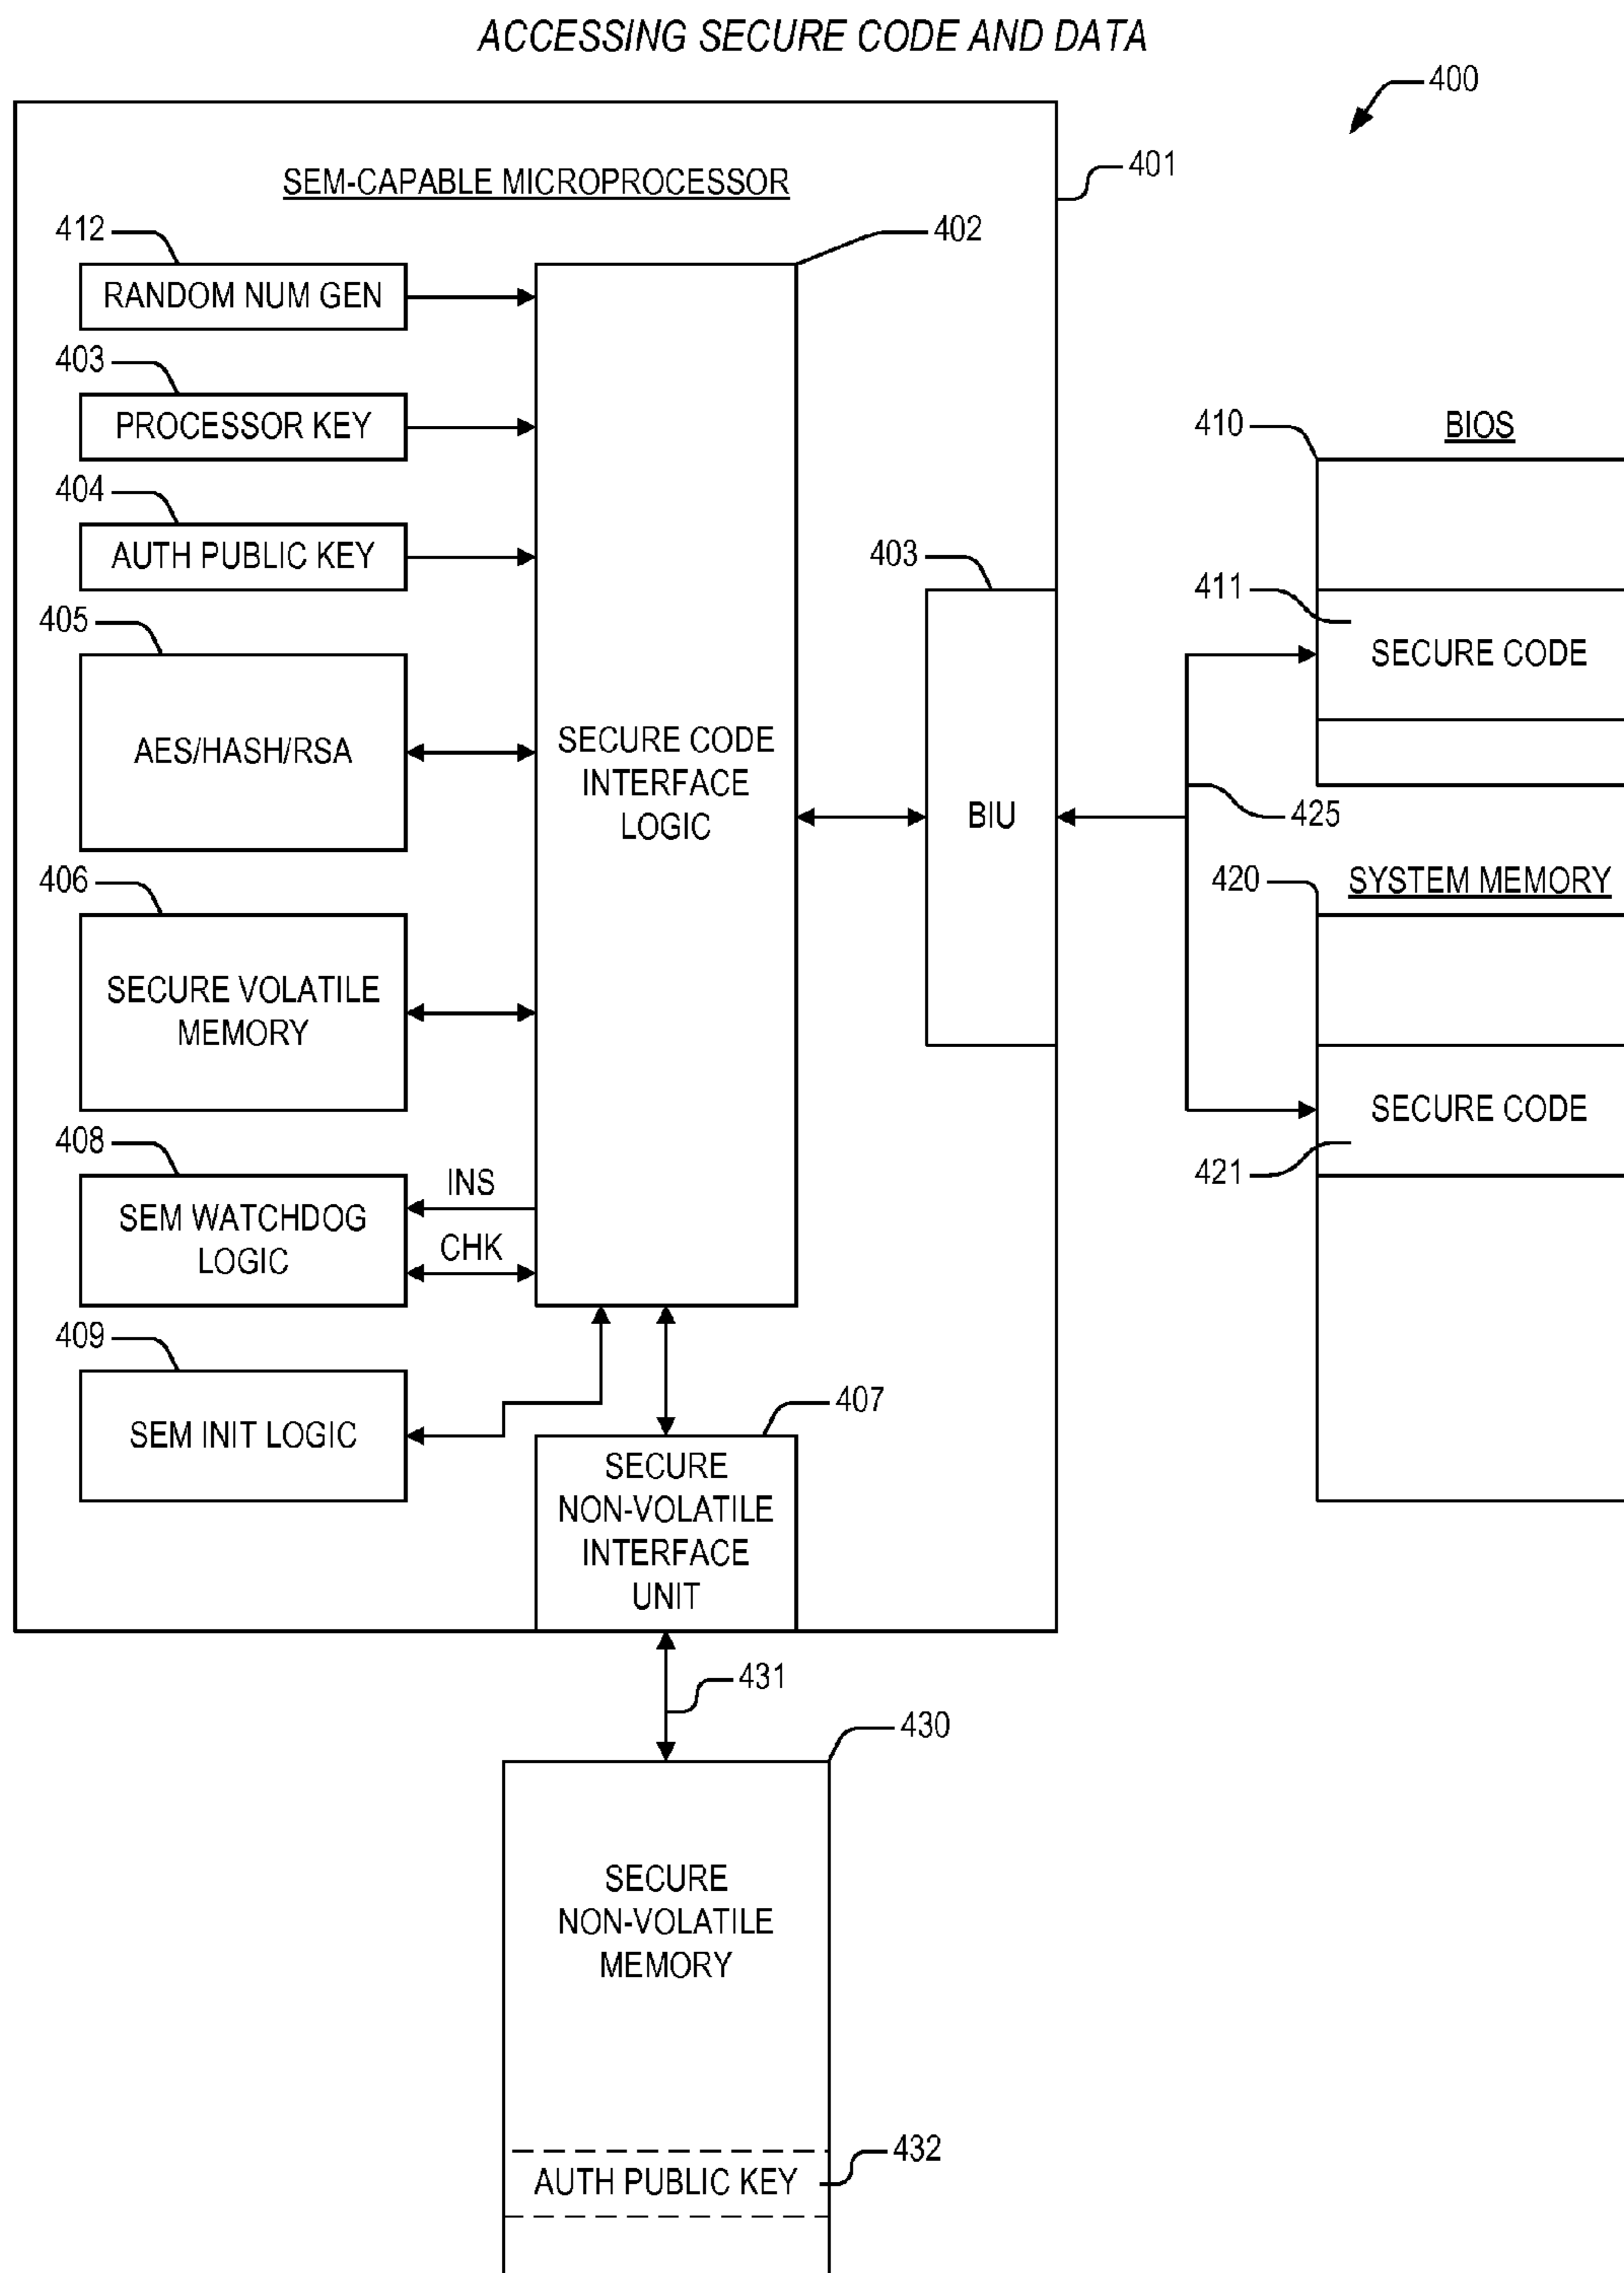 ACCESSING SECURE CODE AND DATA
400
401
SEM-CAPABLE MICROPROCESSOR
412
402
RANDOM NUM GEN
403
PROCESSOR KEY
404
AUTH PUBLIC KEY
405
AES/HASH/RSA
406
SECURE VOLATILE
MEMORY
408
SEM WATCHDOG
LOGIC
INS
CHK
409
SEM INIT LOGIC
SECURE CODE
INTERFACE
LOGIC
403
BIU
407
SECURE
NON-VOLATILE
INTERFACE
UNIT
410
BIOS
411
SECURE CODE
425
420
SYSTEM MEMORY
SECURE CODE
421
431
430
SECURE
NON-VOLATILE
MEMORY
432
AUTH PUBLIC KEY